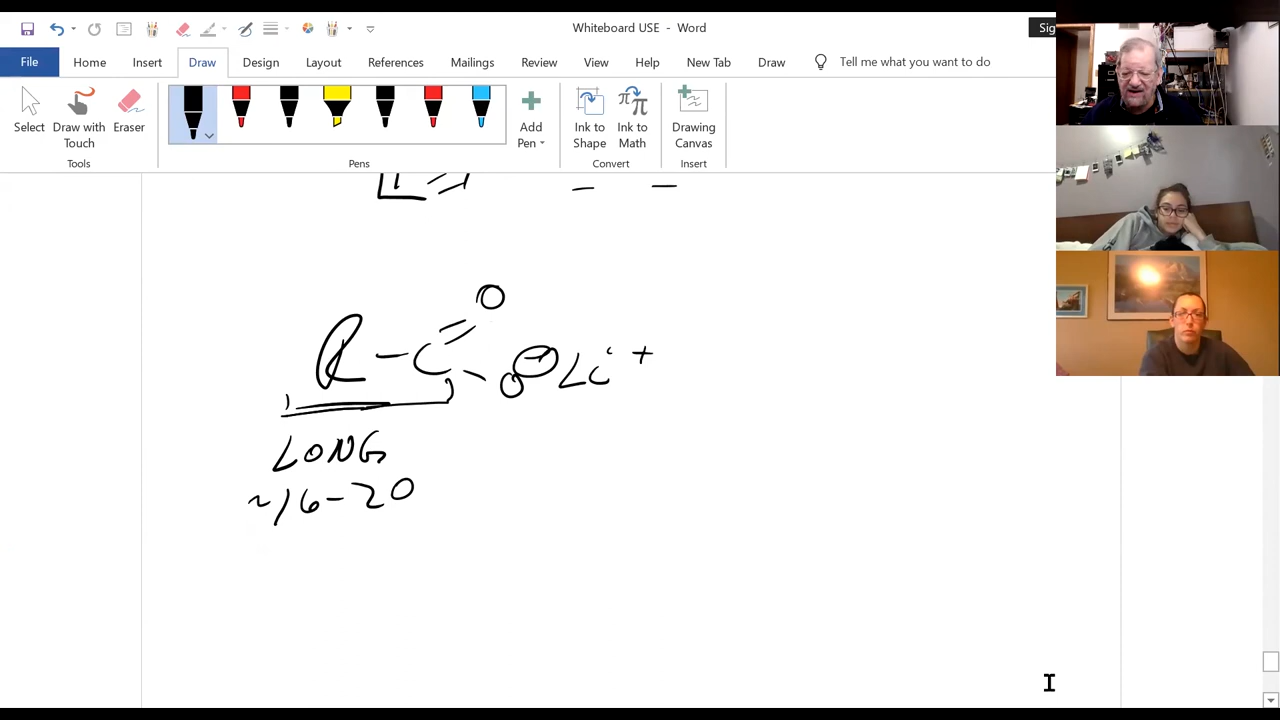 Whiteboard USE - Word
File Home Insert Draw Design Layout References Mailings Review View Help New Tab Draw Tell me what you want to do
Select
Draw with Touch
Eraser
Add Pen
Ink to Shape
Ink to Math
Drawing Canvas
Tools
Pens
Convert
Insert
O
R - C
O ⊖ Li +
LONG
~16-20